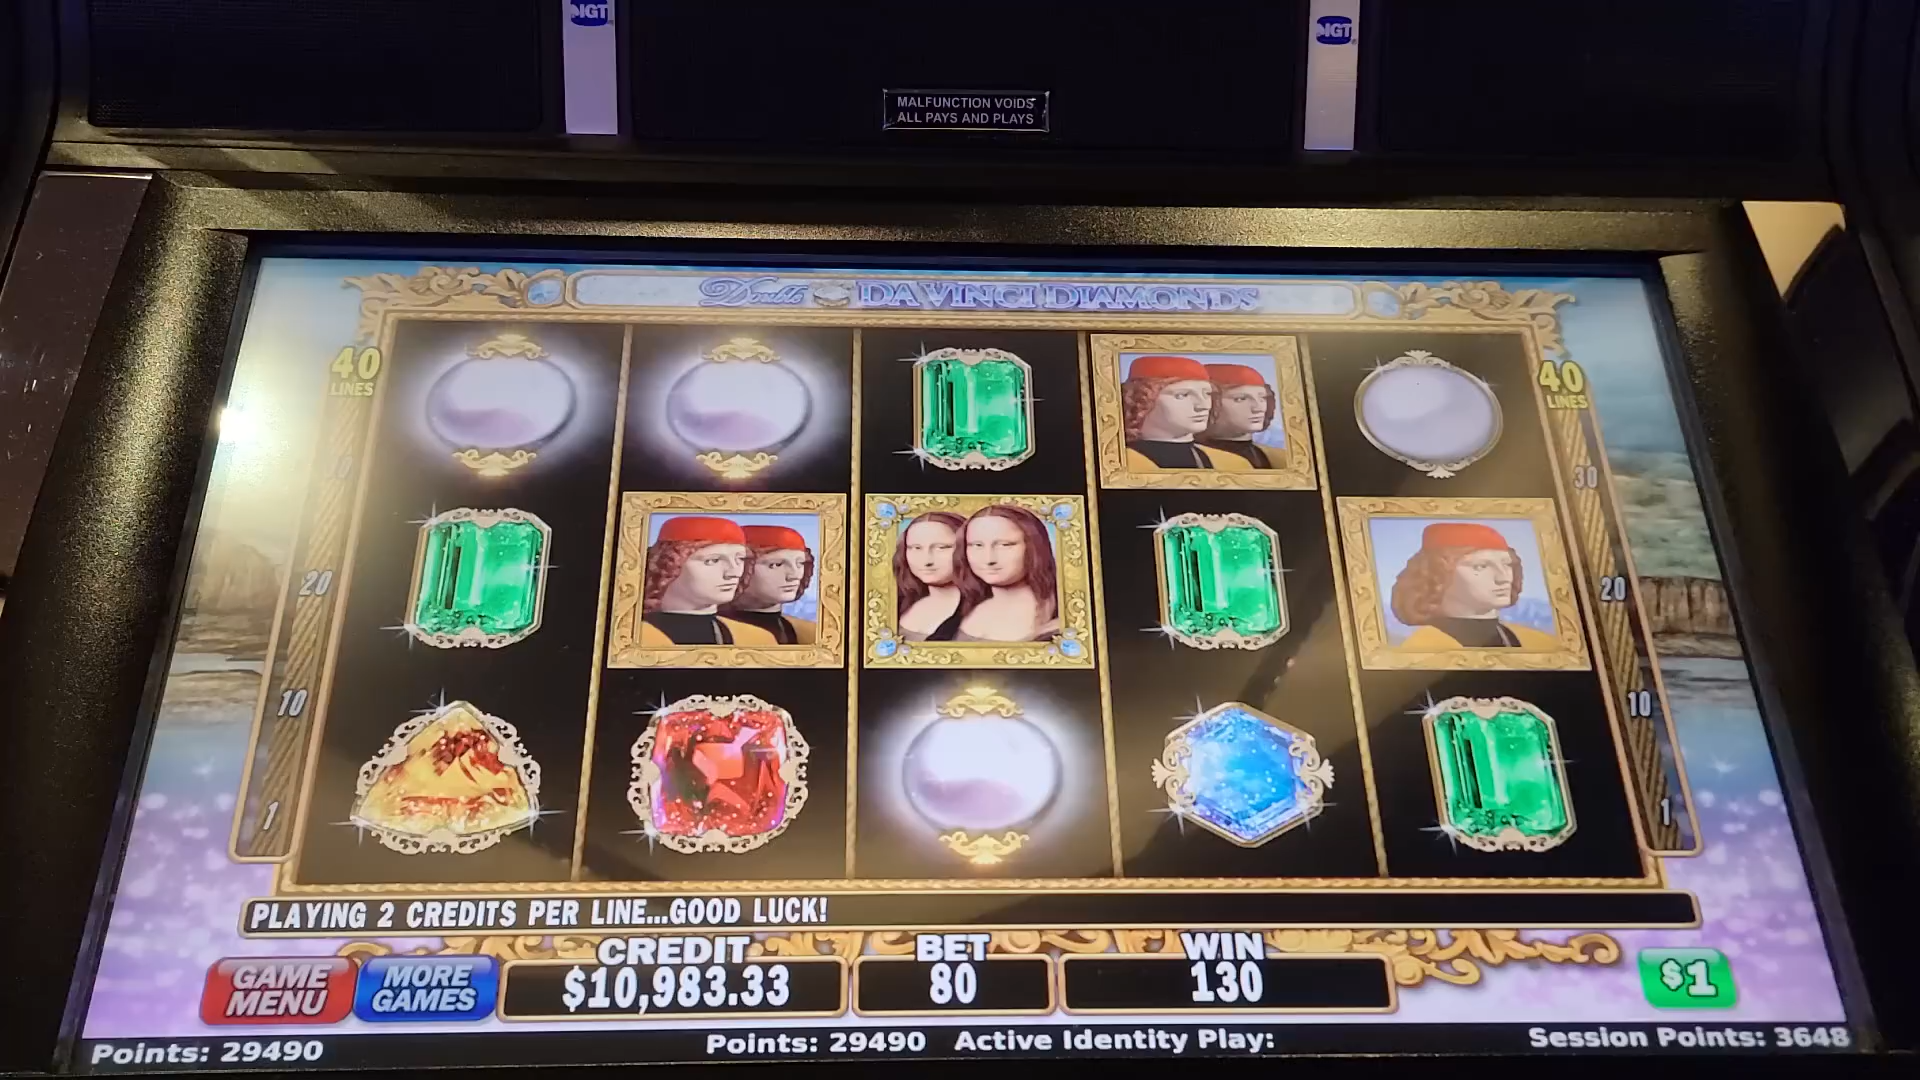 IGT
IGT
MALFUNCTION VOIDS
ALL PAYS AND PLAYS
Double DA VINCI DIAMONDS
40
LINES
40
LINES
30
20
20
10
10
1
1
PLAYING 2 CREDITS PER LINE...GOOD LUCK!
CREDIT
BET
WIN
GAME
MENU
MORE
GAMES
$10,983.33
80
130
$1
Points: 29490
Points: 29490
Active Identity Play:
Session Points: 3648